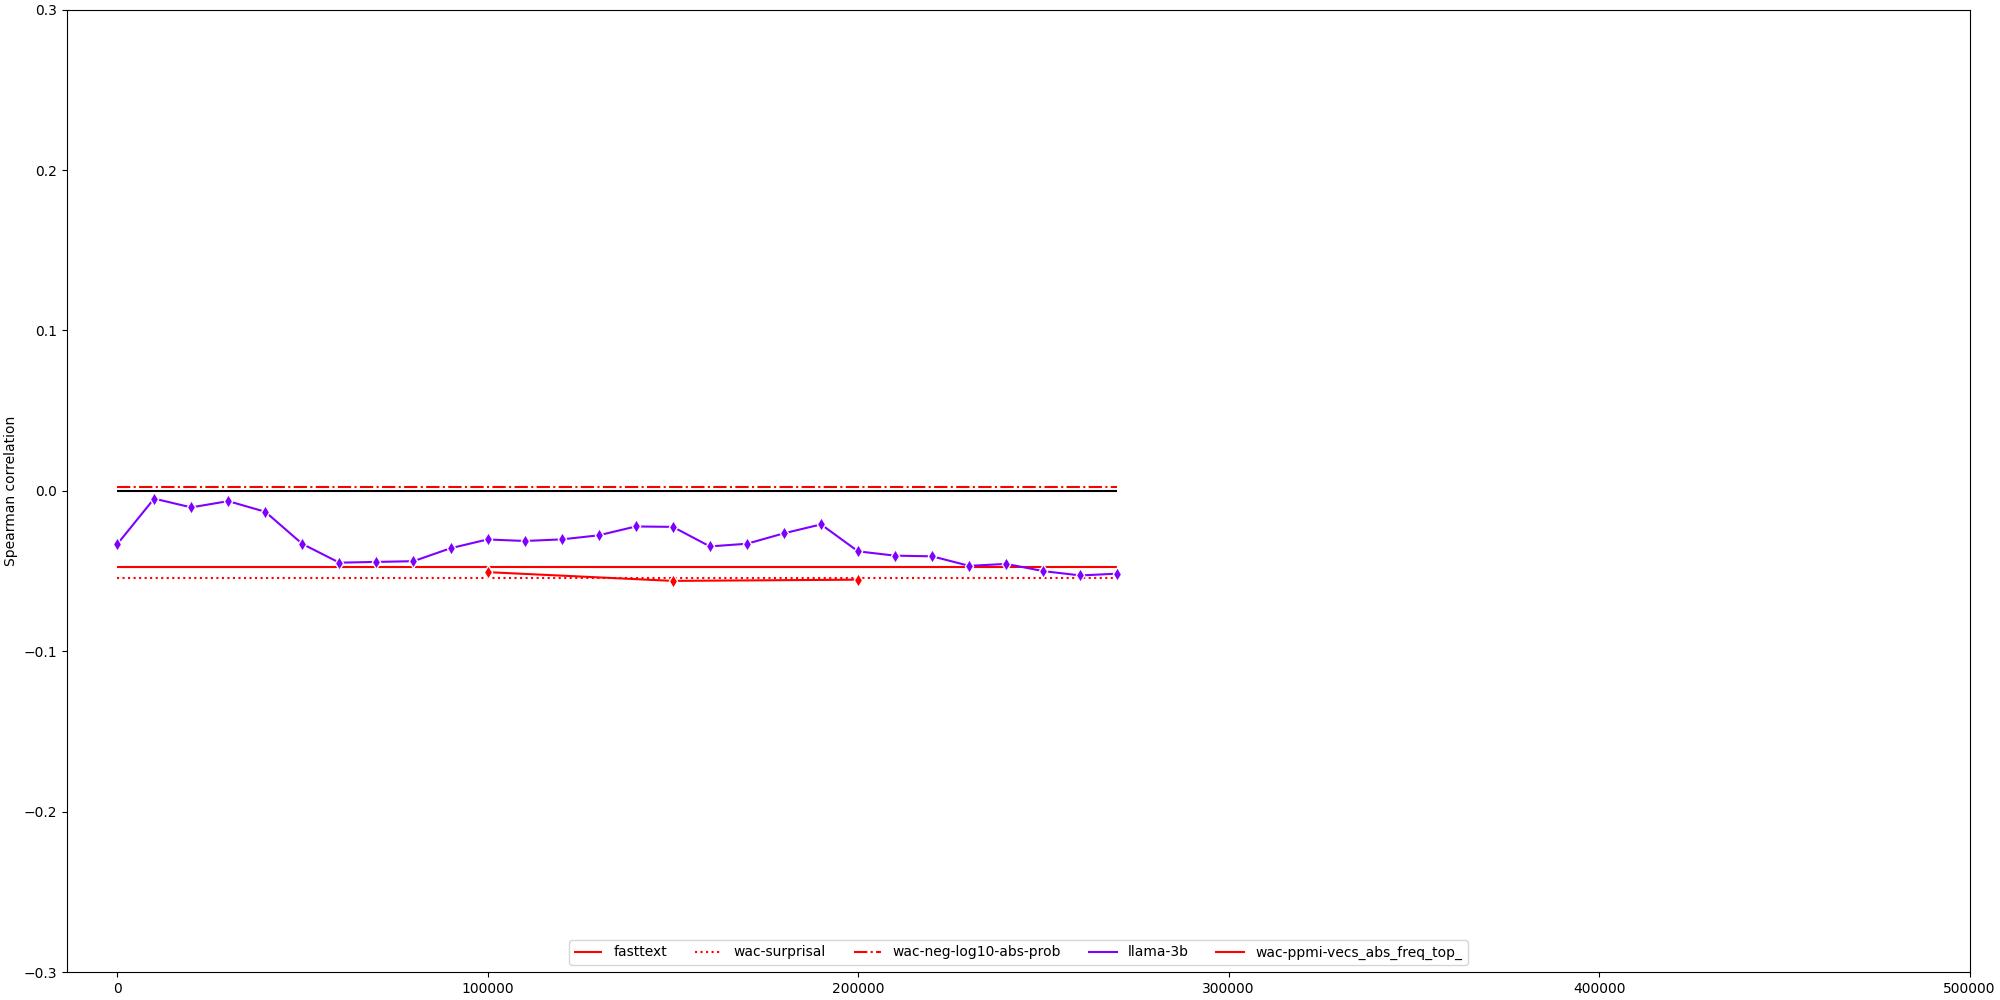 0.3
0.2
0.1
0.0
−0.1
−0.2
−0.3
Spearman correlation
fasttext wac-surprisal wac-neg-log10-abs-prob llama-3b wac-ppmi-vecs_abs_freq_top_
0 100000 200000 300000 400000 500000